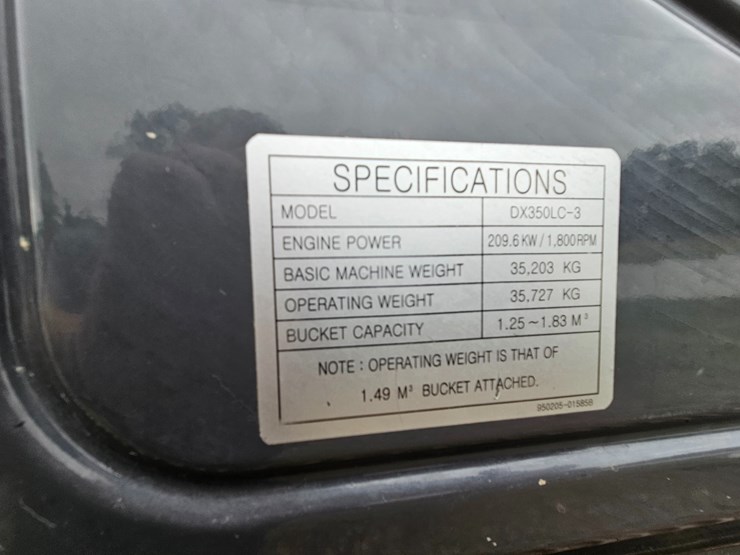 SPECIFICATIONS
MODEL DX350LC-3
ENGINE POWER 209.6 KW / 1,800 RPM
BASIC MACHINE WEIGHT 35,203 KG
OPERATING WEIGHT 35,727 KG
BUCKET CAPACITY 1.25~1.83 M³
NOTE : OPERATING WEIGHT IS THAT OF
1.49 M³ BUCKET ATTACHED.
950205-01585B